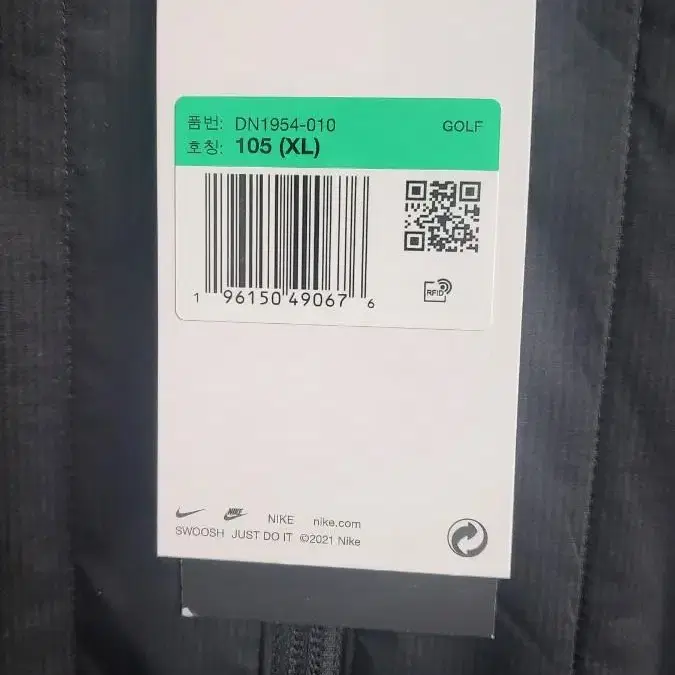 품번: DN1954-010 GOLF
호칭: 105 (XL)
1 96150 49067 6
RFID
NIKE NIKE nike.com
SWOOSH JUST DO IT ©2021 Nike